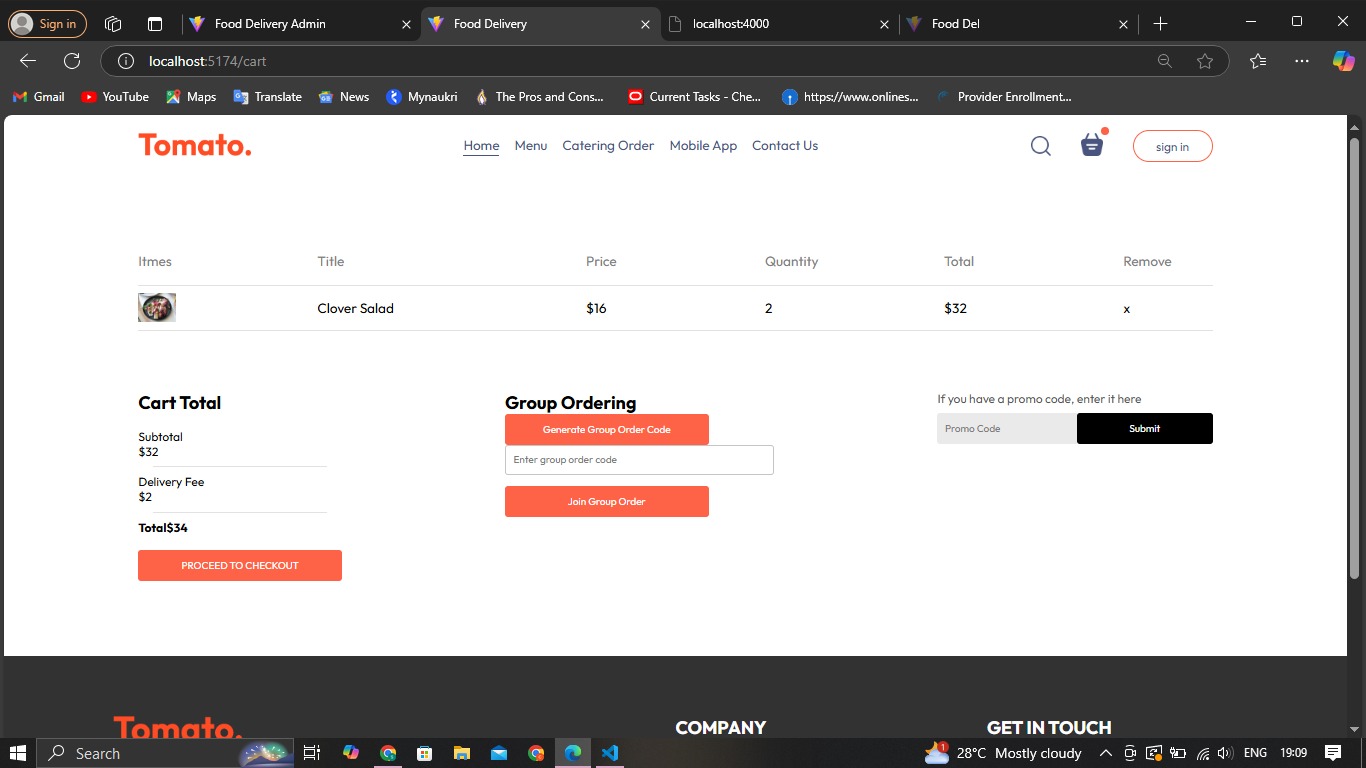 Sign in
Food Delivery Admin
Food Delivery
localhost:4000
Food Del
localhost:5174/cart
Gmail
YouTube
Maps
Translate
News
Mynaukri
The Pros and Cons...
Current Tasks - Che...
https://www.onlines...
Provider Enrollment...
Tomato.
Home Menu Catering Order Mobile App Contact Us
sign in
Itmes Title Price Quantity Total Remove
Clover Salad $16 2 $32 x
Cart Total
Subtotal
$32
Delivery Fee
$2
Total$34
PROCEED TO CHECKOUT
Group Ordering
Generate Group Order Code
Enter group order code
Join Group Order
If you have a promo code, enter it here
Promo Code Submit
Tomato. COMPANY GET IN TOUCH
Search
1
28°C Mostly cloudy
ENG 19:09